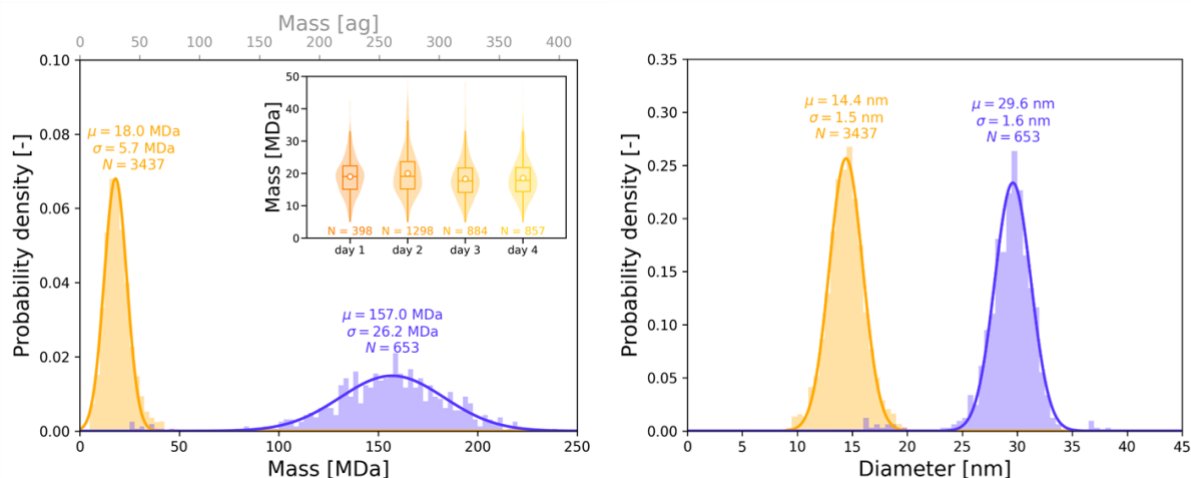 Mass [ag]
0 50 100 150 200 250 300 350 400
Probability density [-]
0.10
0.08
0.06
0.04
0.02
0.00
μ = 18.0 MDa
σ = 5.7 MDa
N = 3437
Mass [MDa]
50
40
30
20
10
0
N = 398 N = 1298 N = 884 N = 857
day 1 day 2 day 3 day 4
μ = 157.0 MDa
σ = 26.2 MDa
N = 653
0 50 100 150 200 250
Mass [MDa]
Probability density [-]
0.35
0.30
0.25
0.20
0.15
0.10
0.05
0.00
μ = 14.4 nm
σ = 1.5 nm
N = 3437
μ = 29.6 nm
σ = 1.6 nm
N = 653
0 5 10 15 20 25 30 35 40 45
Diameter [nm]